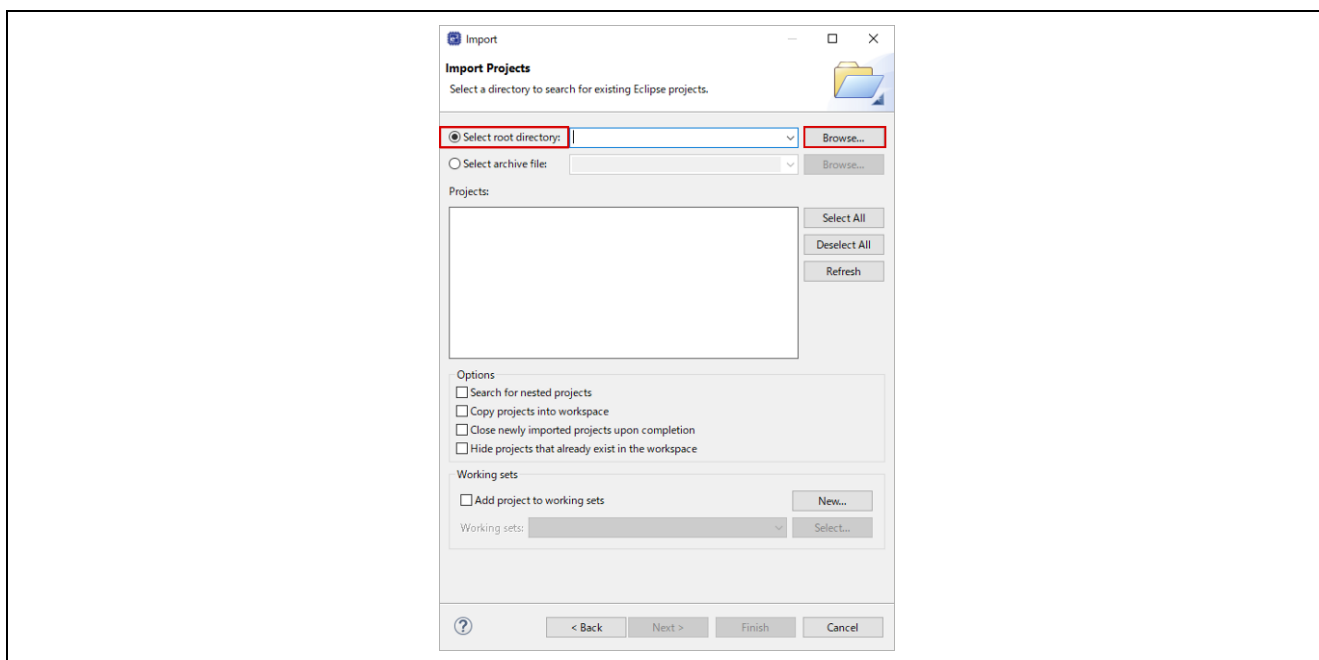 Import
Import Projects
Select a directory to search for existing Eclipse projects.
Select root directory: Browse...
Select archive file: Browse...
Projects:
Select All
Deselect All
Refresh
Options
Search for nested projects
Copy projects into workspace
Close newly imported projects upon completion
Hide projects that already exist in the workspace
Working sets
Add project to working sets New...
Working sets: Select...
? < Back Next > Finish Cancel